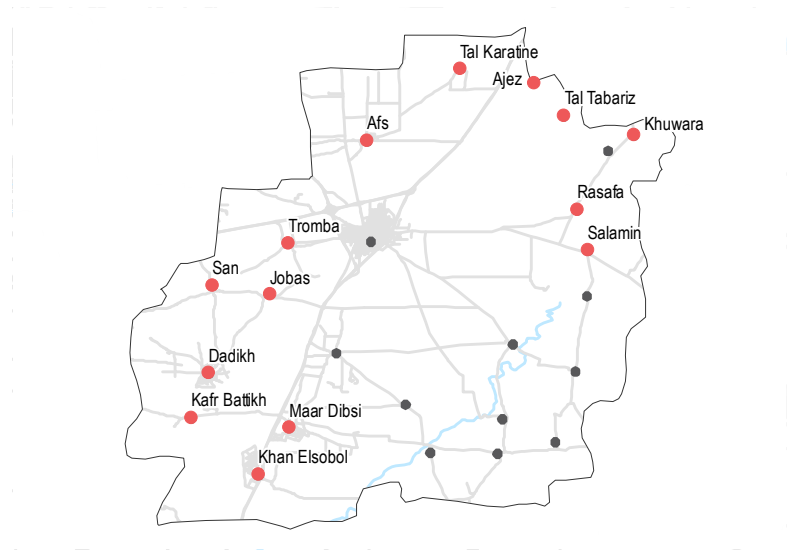 Tal Karatine
Ajez
Tal Tabariz
Afs
Khuwara
Rasafa
Tromba
Salamin
San
Jobas
Dadikh
Kafr Battikh
Maar Dibsi
Khan Elsobol